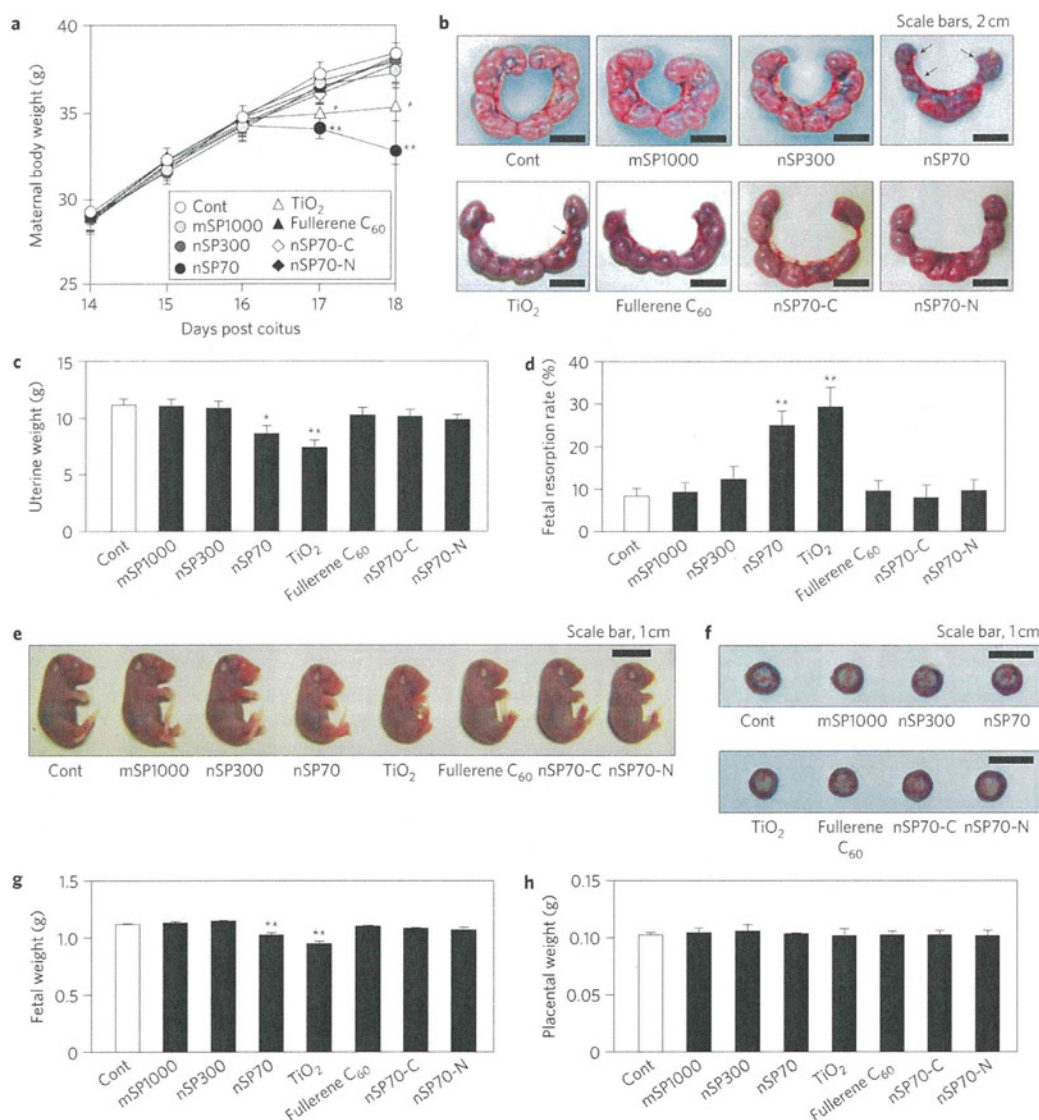 a
40
35
30
25
Maternal body weight (g)
14
15
16
17
18
Days post coitus
*
*
**
**
Cont
mSP1000
nSP300
nSP70
TiO2
Fullerene C60
nSP70-C
nSP70-N
b
Scale bars, 2 cm
Cont
mSP1000
nSP300
nSP70
TiO2
Fullerene C60
nSP70-C
nSP70-N
c
15
10
5
0
Uterine weight (g)
*
**
Cont
mSP1000
nSP300
nSP70
TiO2
Fullerene C60
nSP70-C
nSP70-N
d
40
30
20
10
0
Fetal resorption rate (%)
**
**
Cont
mSP1000
nSP300
nSP70
TiO2
Fullerene C60
nSP70-C
nSP70-N
e
Scale bar, 1 cm
Cont
mSP1000
nSP300
nSP70
TiO2
Fullerene C60
nSP70-C
nSP70-N
f
Scale bar, 1 cm
Cont
mSP1000
nSP300
nSP70
TiO2
Fullerene C60
nSP70-C
nSP70-N
g
1.5
1.0
0.5
0
Fetal weight (g)
**
**
Cont
mSP1000
nSP300
nSP70
TiO2
Fullerene C60
nSP70-C
nSP70-N
h
0.15
0.10
0.05
0
Placental weight (g)
Cont
mSP1000
nSP300
nSP70
TiO2
Fullerene C60
nSP70-C
nSP70-N